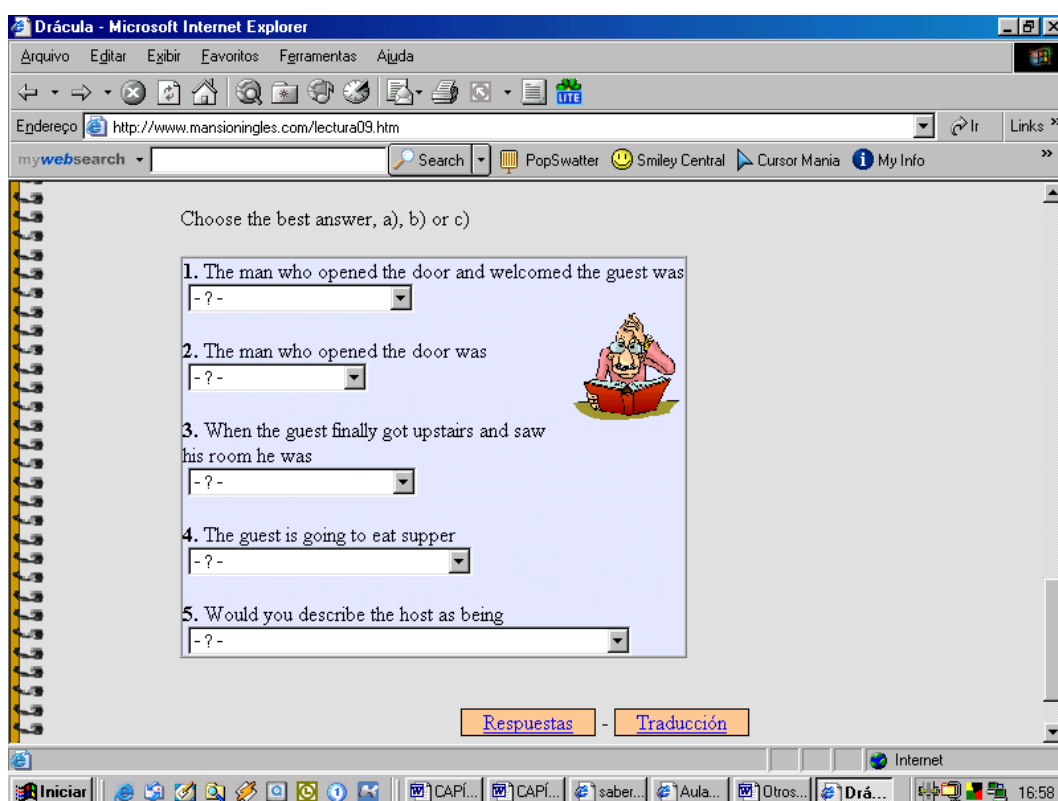 Drácula - Microsoft Internet Explorer
Arquivo Editar Exibir Favoritos Ferramentas Ajuda
LITE
Endereço http://www.mansioningles.com/lectura09.htm Ir Links »
mywebsearch Search PopSwatter Smiley Central Cursor Mania My Info »
Choose the best answer, a), b) or c)
1. The man who opened the door and welcomed the guest was
- ? -
2. The man who opened the door was
- ? -
3. When the guest finally got upstairs and saw
his room he was
- ? -
4. The guest is going to eat supper
- ? -
5. Would you describe the host as being
- ? -
Respuestas - Traducción
Internet
Iniciar CAPÍ... CAPÍ... saber... Aula... Otros... Drá... 16:58